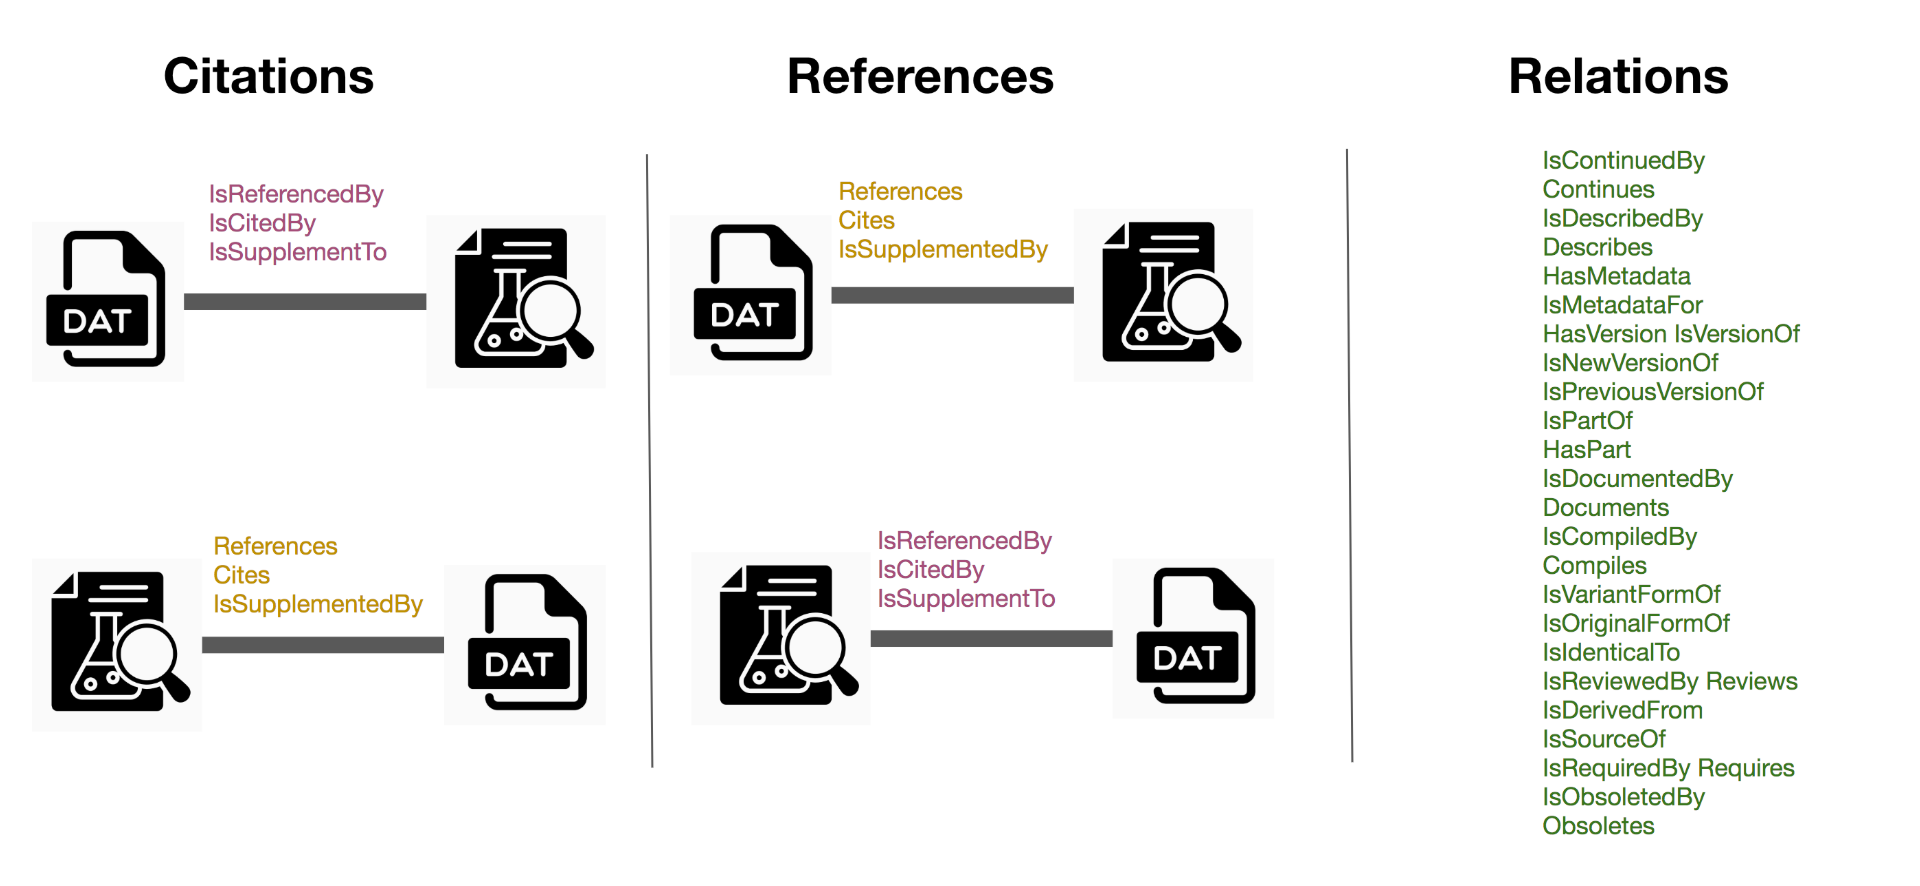 Citations
IsReferencedBy
IsCitedBy
IsSupplementTo
DAT
References
Cites
IsSupplementedBy
DAT
References
References
Cites
IsSupplementedBy
DAT
IsReferencedBy
IsCitedBy
IsSupplementTo
DAT
Relations
IsContinuedBy
Continues
IsDescribedBy
Describes
HasMetadata
IsMetadataFor
HasVersion IsVersionOf
IsNewVersionOf
IsPreviousVersionOf
IsPartOf
HasPart
IsDocumentedBy
Documents
IsCompiledBy
Compiles
IsVariantFormOf
IsOriginalFormOf
IsIdenticalTo
IsReviewedBy Reviews
IsDerivedFrom
IsSourceOf
IsRequiredBy Requires
IsObsoletedBy
Obsoletes